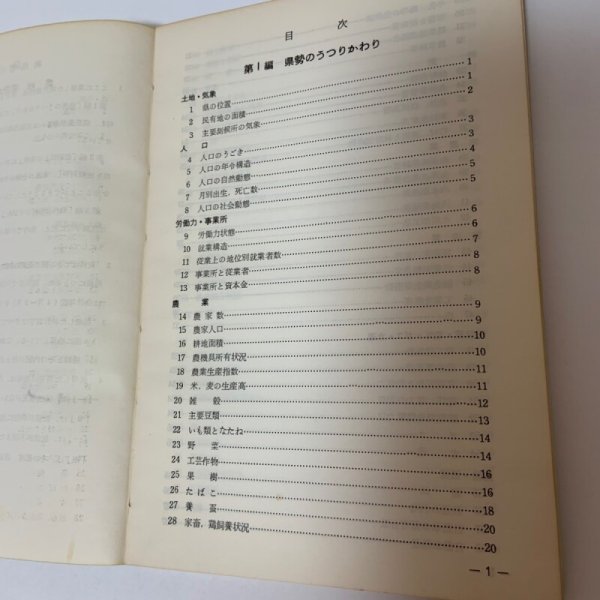 目次
第1編 県勢のうつりかわり
土地・気象
1 県の位置 1
2 民有地の面積 1
3 主要測候所の気象 2
人口
4 人口のうごき 3
5 人口の年令構造 3
6 人口の自然動態 4
7 月別出生,死亡数 5
8 人口の社会動態 5
労働力・事業所
9 労働力状態 6
10 就業構造 6
11 従業上の地位別就業者数 7
12 事業所と従業者 8
13 事業所と資本金 8
農業
14 農家数 9
15 農家人口 9
16 耕地面積 10
17 農機具所有状況 10
18 農業生産指数 11
19 米,麦の生産高 11
20 雑穀 12
21 主要豆類 13
22 いも類となたね 14
23 野菜 14
24 工芸作物 16
25 果樹 16
26 たばこ 18
27 養蚕 20
28 家畜,鶏飼養状況 20
―1―